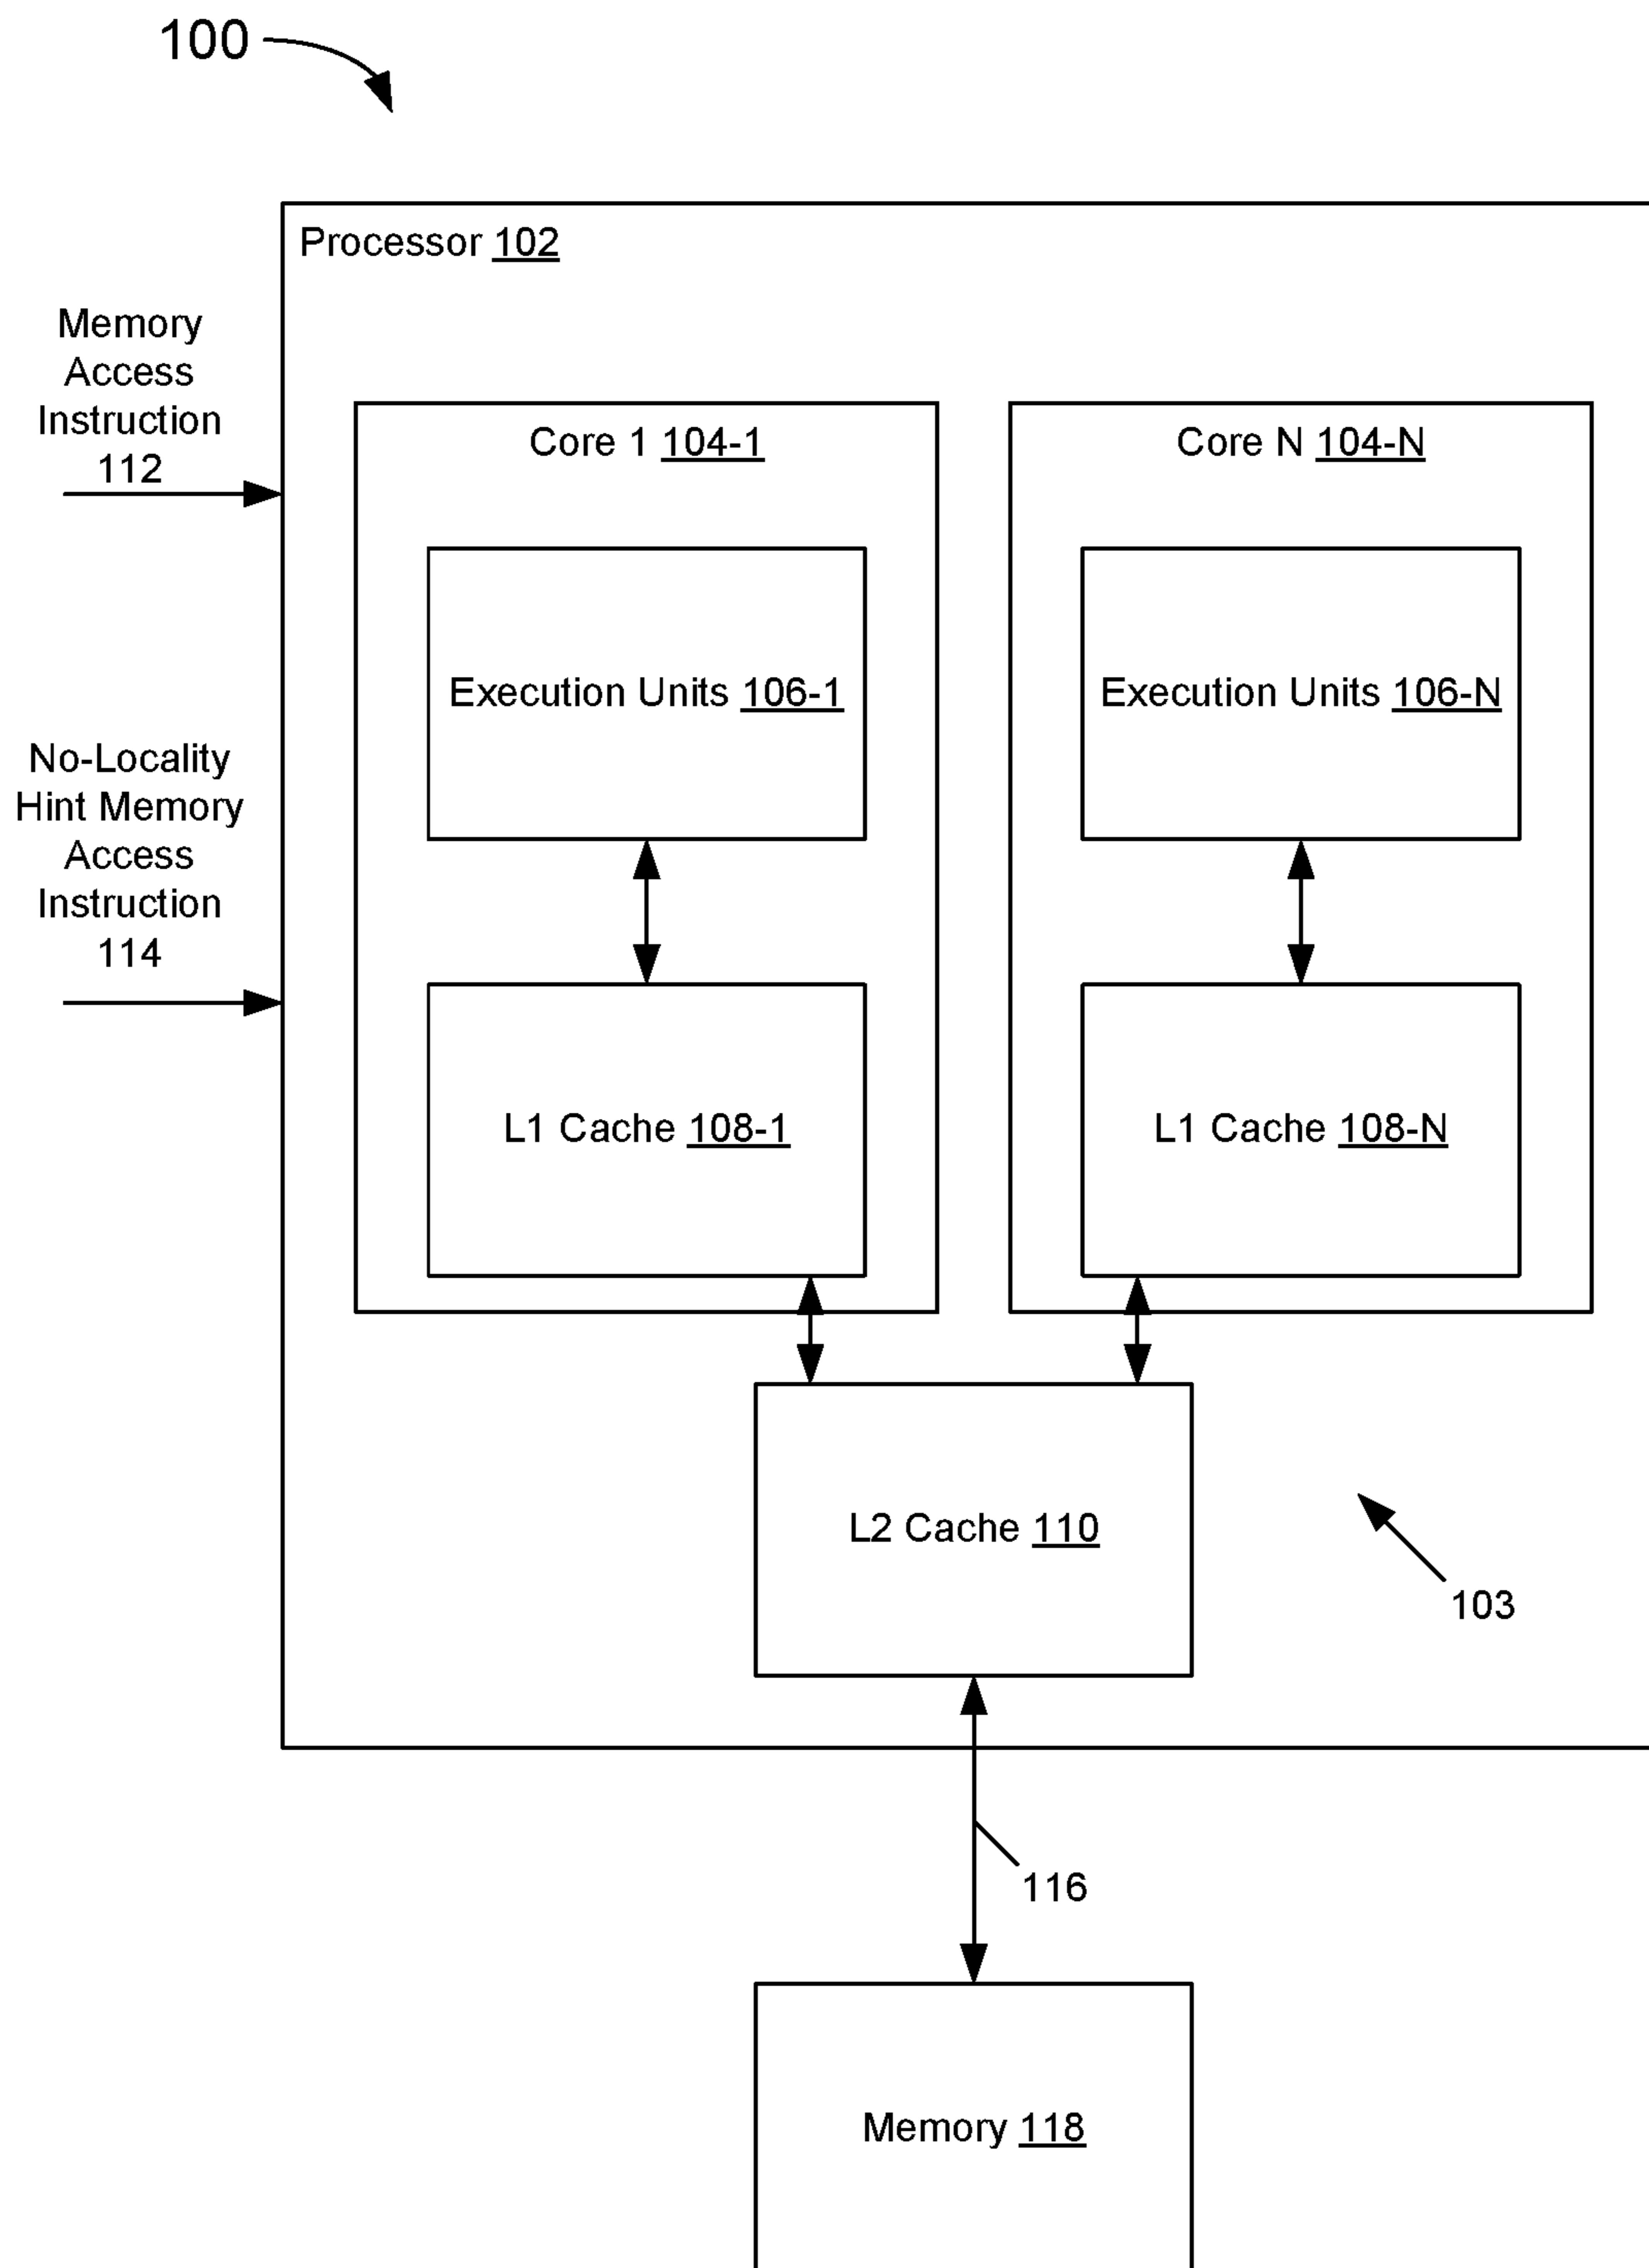 100
Processor 102
Memory
Access
Instruction
112
Core 1 104-1
Core N 104-N
Execution Units 106-1
Execution Units 106-N
No-Locality
Hint Memory
Access
Instruction
114
L1 Cache 108-1
L1 Cache 108-N
L2 Cache 110
103
116
Memory 118